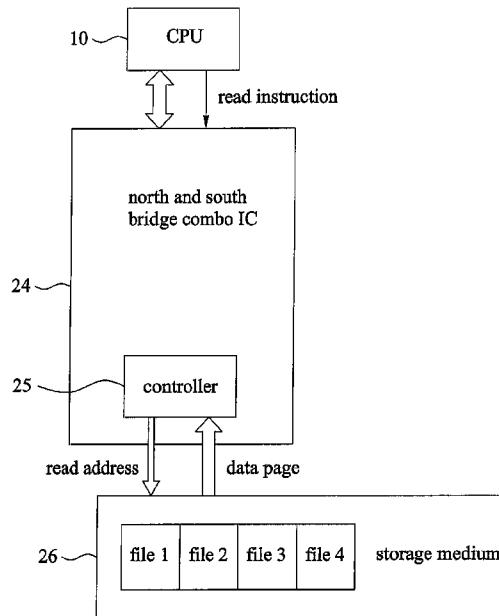 10
CPU
read instruction
north and south
bridge combo IC
24
25
controller
read address
data page
26
file 1 file 2 file 3 file 4
storage medium